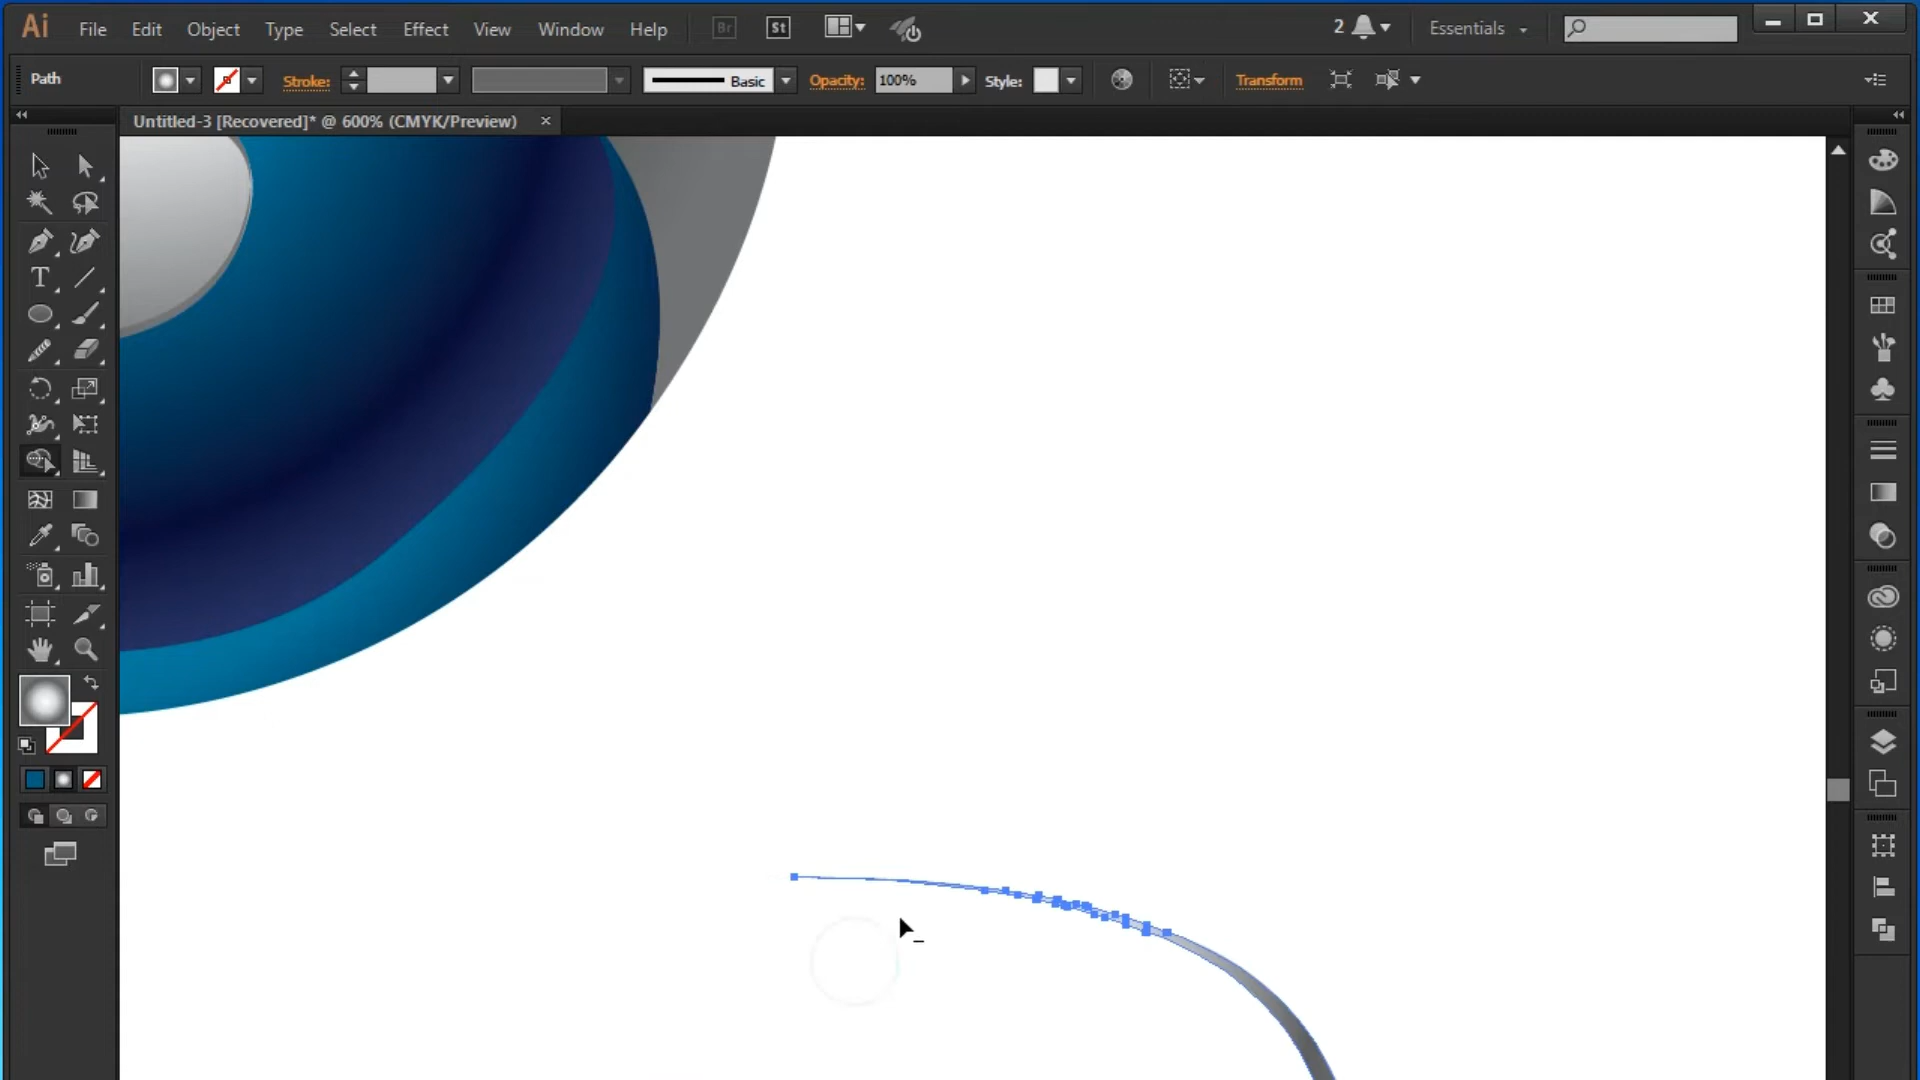 Ai File Edit Object Type Select Effect View Window Help Br St 2 Essentials
Path Stroke: Basic Opacity: 100% Style: Transform
Untitled-3 [Recovered]* @ 600% (CMYK/Preview) ×
T